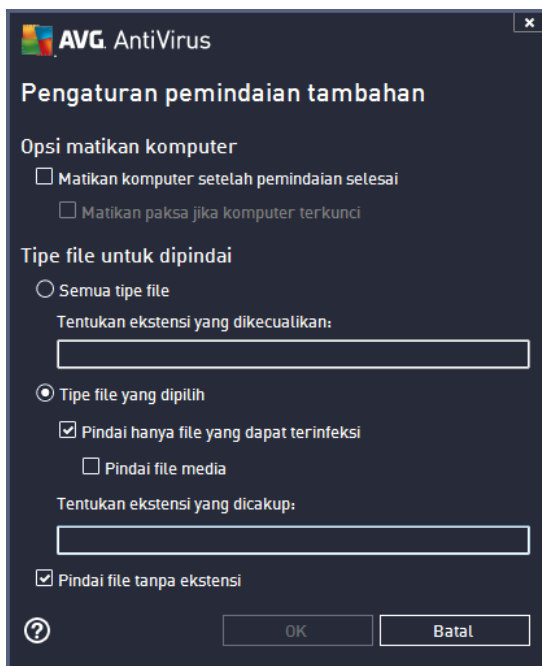 AVG. AntiVirus
Pengaturan pemindaian tambahan
Opsi matikan komputer
Matikan komputer setelah pemindaian selesai
Matikan paksa jika komputer terkunci
Tipe file untuk dipindai
Semua tipe file
Tentukan ekstensi yang dikecualikan:
Tipe file yang dipilih
Pindai hanya file yang dapat terinfeksi
Pindai file media
Tentukan ekstensi yang dicakup:
Pindai file tanpa ekstensi
OK
Batal